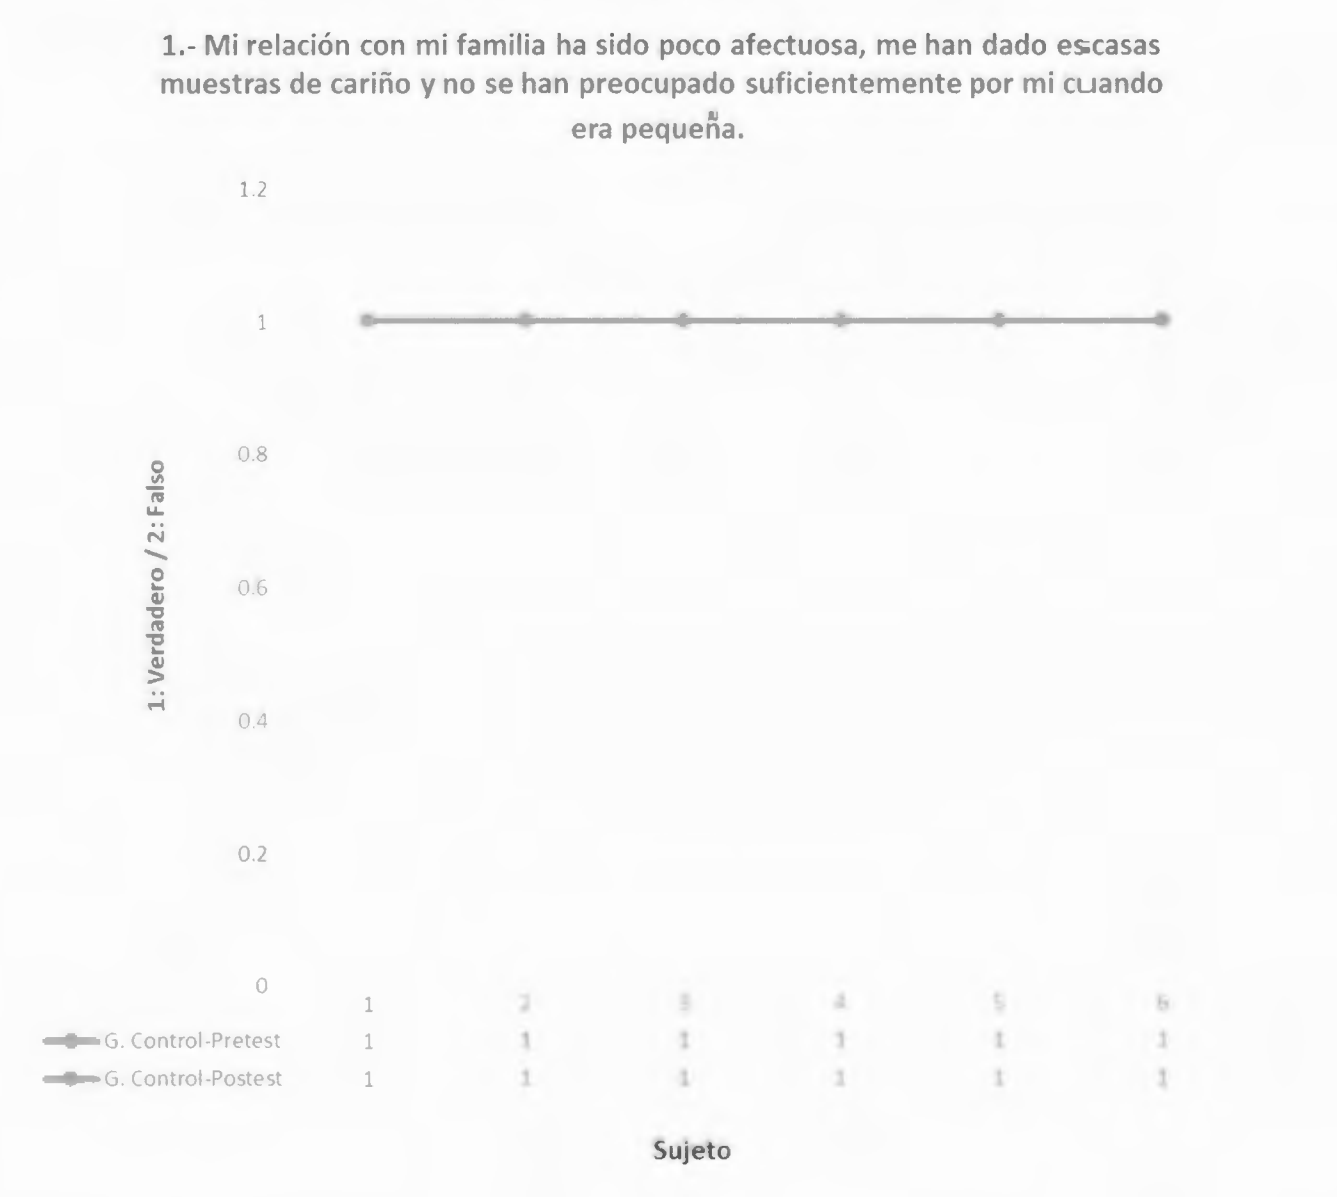 1.- Mi relación con mi familia ha sido poco afectuosa, me han dado escasas
muestras de cariño y no se han preocupado suficientemente por mi cuando
era pequeña.
1.2
1
0.8
0.6
0.4
0.2
0
1: Verdadero / 2: Falso
1 2 3 4 5 6
G. Control-Pretest 1 1 1 1 1 1
G. Control-Postest 1 1 1 1 1 1
Sujeto